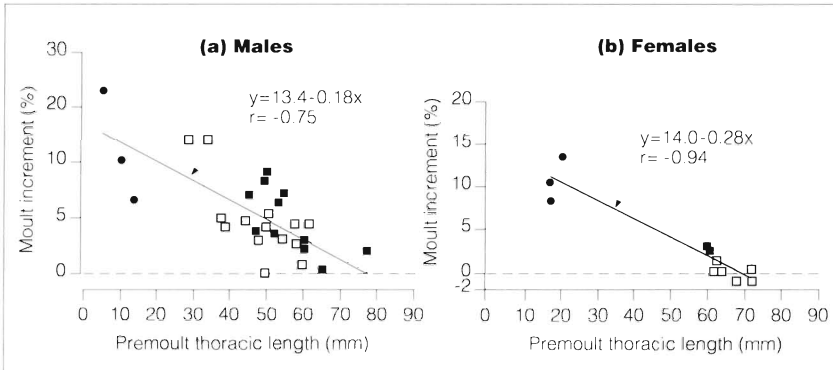 (a) Males
30
20
10
5
0
Moult increment (%)
y=13.4-0.18x
r= -0.75
0 10 20 30 40 50 60 70 80 90
Premoult thoracic length (mm)
(b) Females
20
15
10
5
0
-2
Moult increment (%)
y=14.0-0.28x
r= -0.94
0 10 20 30 40 50 60 70 80 90
Premoult thoracic length (mm)